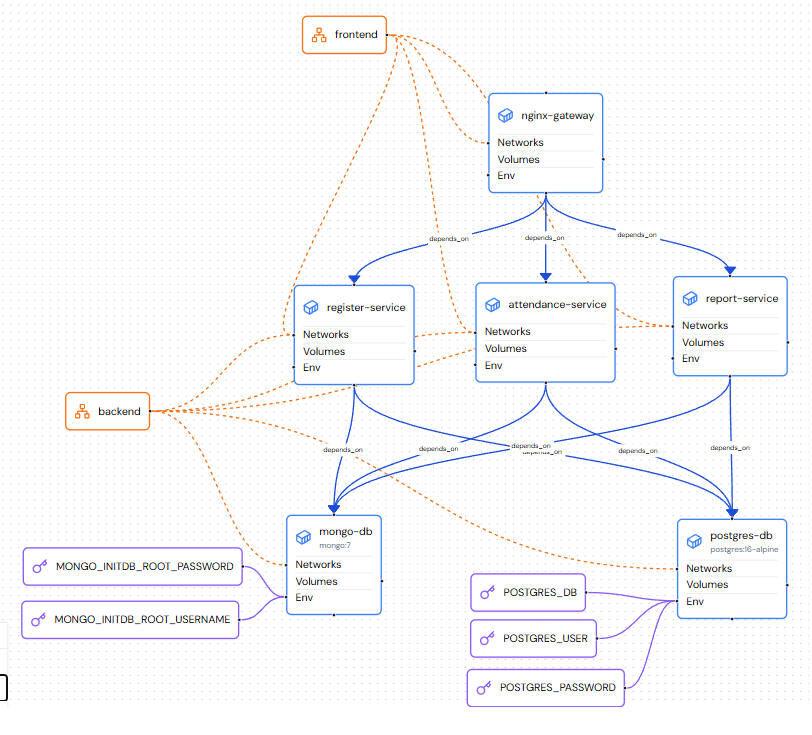 frontend
nginx-gateway
Networks
Volumes
Env
depends_on
depends_on
depends_on
register-service
Networks
Volumes
Env
attendance-service
Networks
Volumes
Env
report-service
Networks
Volumes
Env
backend
depends_on
depends_on
depends_on
depends_on
depends_on
depends_on
mongo-db
mongo:7
Networks
Volumes
Env
postgres-db
postgres:16-alpine
Networks
Volumes
Env
MONGO_INITDB_ROOT_PASSWORD
MONGO_INITDB_ROOT_USERNAME
POSTGRES_DB
POSTGRES_USER
POSTGRES_PASSWORD